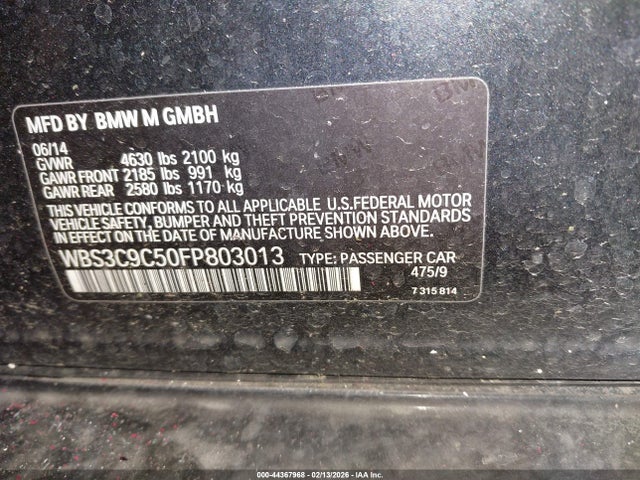 MFD BY BMW M GMBH
06/14
GVWR 4630 lbs 2100 kg
GAWR FRONT 2185 lbs 991 kg
GAWR REAR 2580 lbs 1170 kg
THIS VEHICLE CONFORMS TO ALL APPLICABLE U.S.FEDERAL MOTOR
VEHICLE SAFETY, BUMPER AND THEFT PREVENTION STANDARDS
IN EFFECT ON THE DATE OF MANUFACTURE SHOWN ABOVE.
WBS3C9C50FP803013 TYPE: PASSENGER CAR
475/9
7 315 814
000-44367968 - 02/13/2026 - IAA Inc.